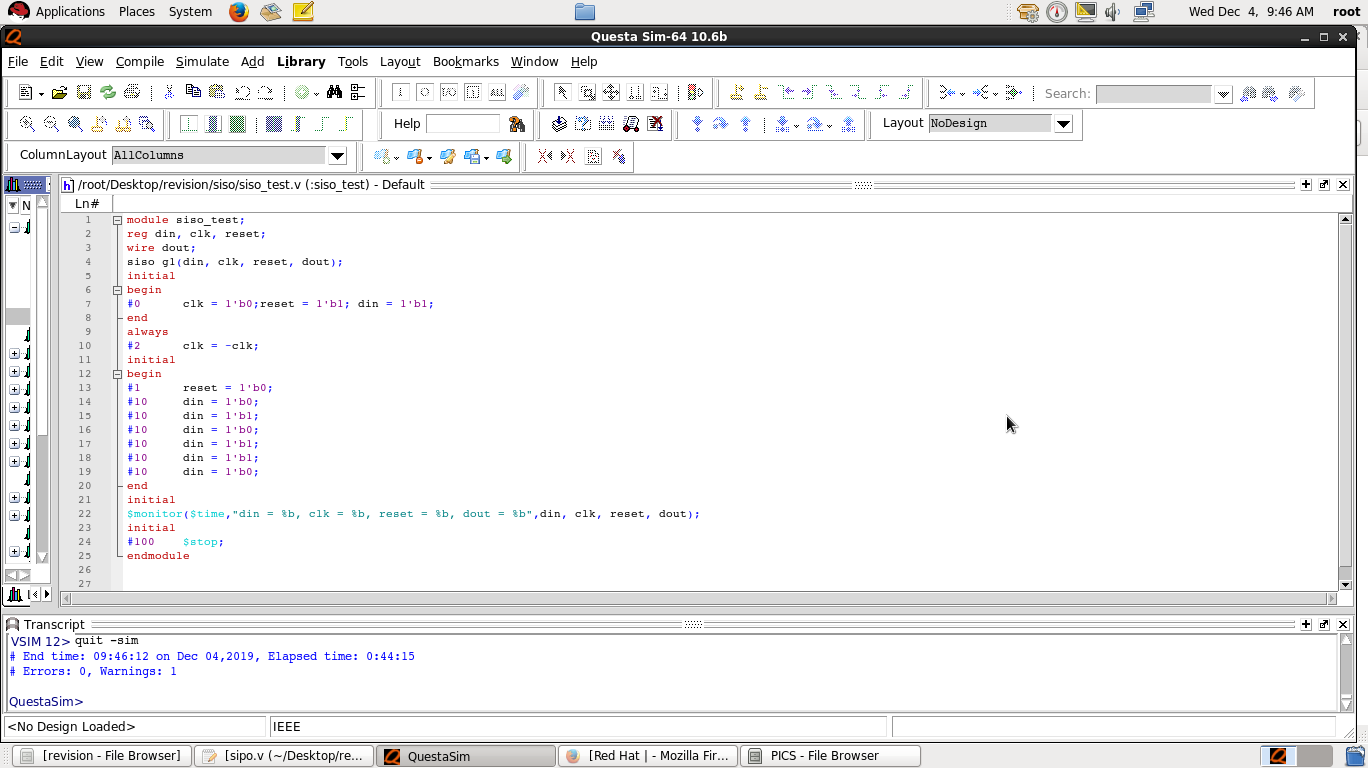 Applications Places System Wed Dec 4, 9:46 AM root
Questa Sim-64 10.6b
File Edit View Compile Simulate Add Library Tools Layout Bookmarks Window Help
Search:
Help Layout NoDesign
ColumnLayout AllColumns
/root/Desktop/revision/siso/siso_test.v (:siso_test) - Default
N
Ln#
1 module siso_test;
2 reg din, clk, reset;
3 wire dout;
4 siso g1(din, clk, reset, dout);
5 initial
6 begin
7 #0 clk = 1'b0;reset = 1'b1; din = 1'b1;
8 end
9 always
10 #2 clk = ~clk;
11 initial
12 begin
13 #1 reset = 1'b0;
14 #10 din = 1'b0;
15 #10 din = 1'b1;
16 #10 din = 1'b0;
17 #10 din = 1'b1;
18 #10 din = 1'b1;
19 #10 din = 1'b0;
20 end
21 initial
22 $monitor($time,"din = %b, clk = %b, reset = %b, dout = %b",din, clk, reset, dout);
23 initial
24 #100 $stop;
25 endmodule
26
27
Transcript
VSIM 12> quit -sim
# End time: 09:46:12 on Dec 04,2019, Elapsed time: 0:44:15
# Errors: 0, Warnings: 1
QuestaSim>
<No Design Loaded> IEEE
[revision - File Browser] [sipo.v (~/Desktop/re... QuestaSim [Red Hat | - Mozilla Fir... PICS - File Browser